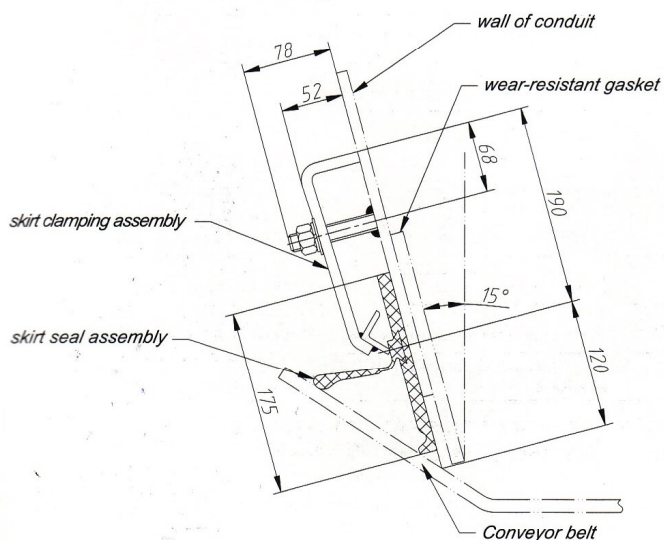 wall of conduit
78
wear-resistant gasket
52
68
190
skirt clamping assembly
15°
skirt seal assembly
120
175
Conveyor belt